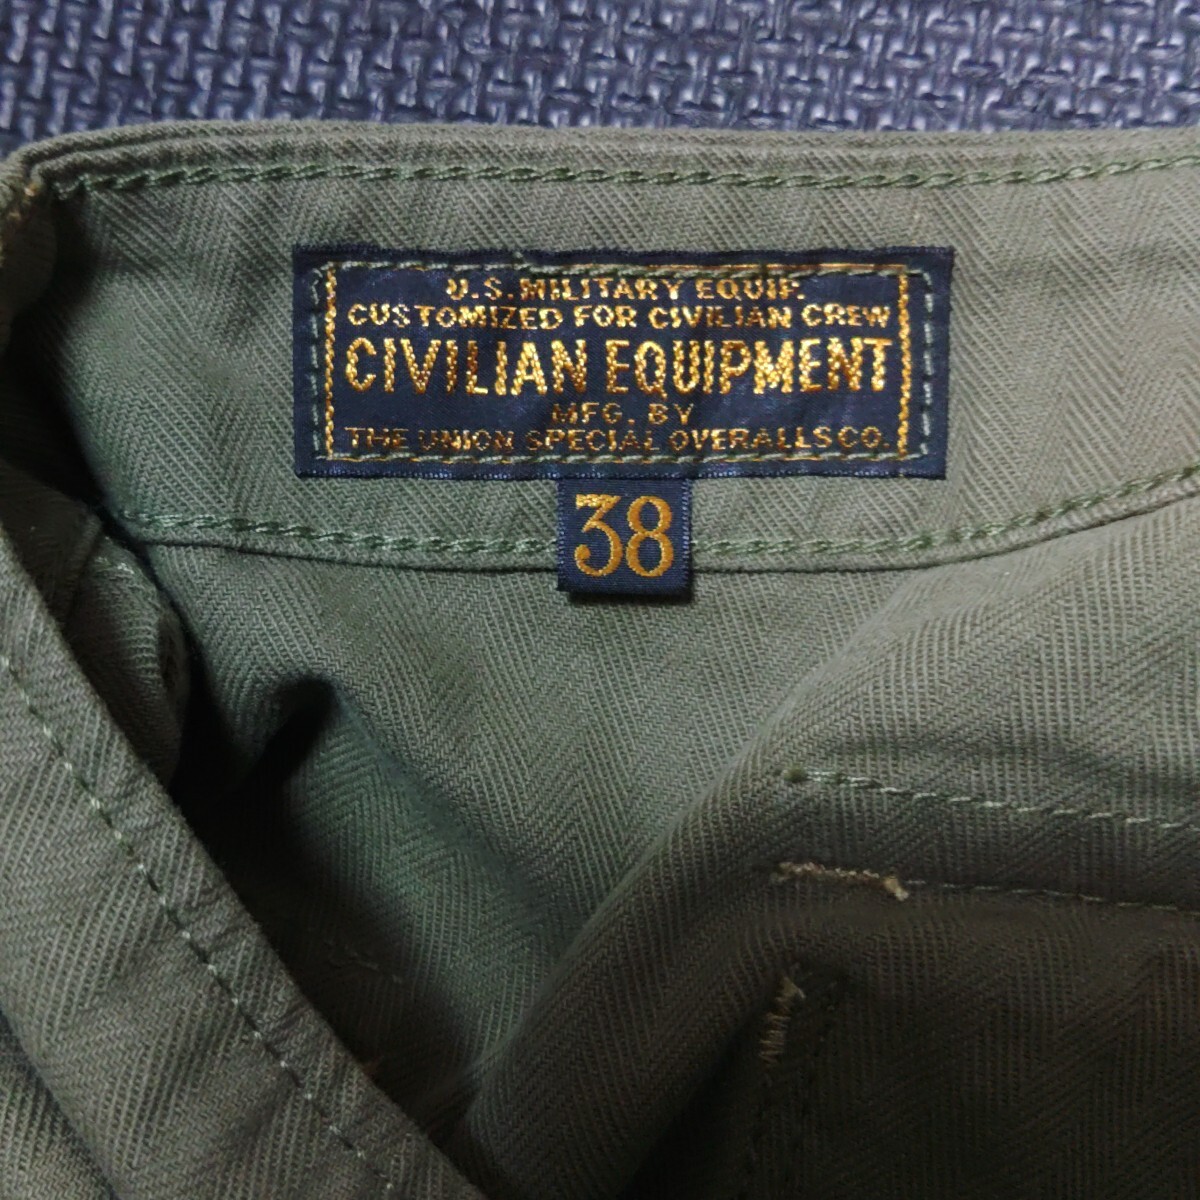 U.S. MILITARY EQUIP.
CUSTOMIZED FOR CIVILIAN CREW
CIVILIAN EQUIPMENT
MFG. BY
THE UNION SPECIAL OVERALLS CO.
38